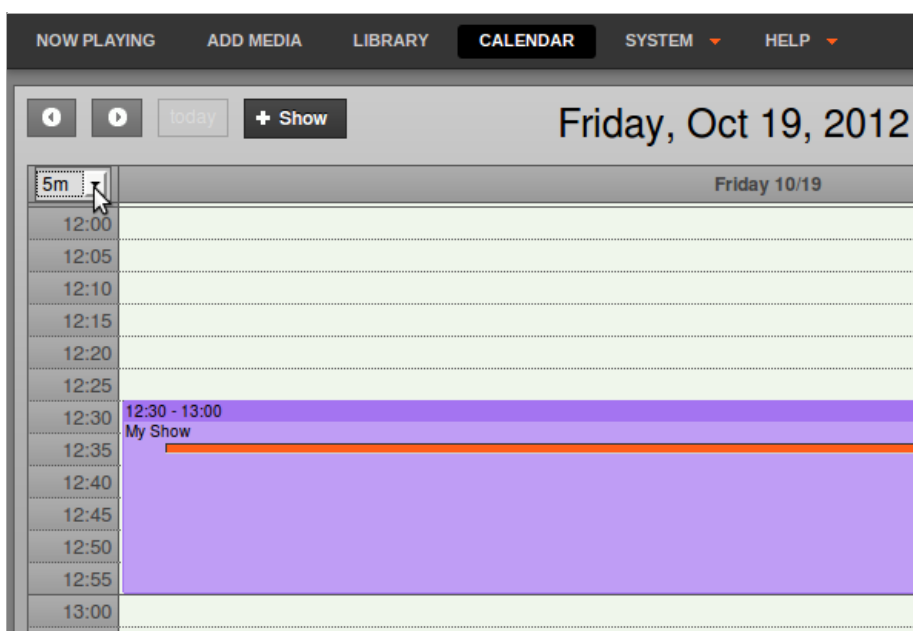 NOW PLAYING ADD MEDIA LIBRARY CALENDAR SYSTEM HELP
today + Show Friday, Oct 19, 2012
5m Friday 10/19
12:00
12:05
12:10
12:15
12:20
12:25
12:30 12:30 - 13:00
My Show
12:35
12:40
12:45
12:50
12:55
13:00